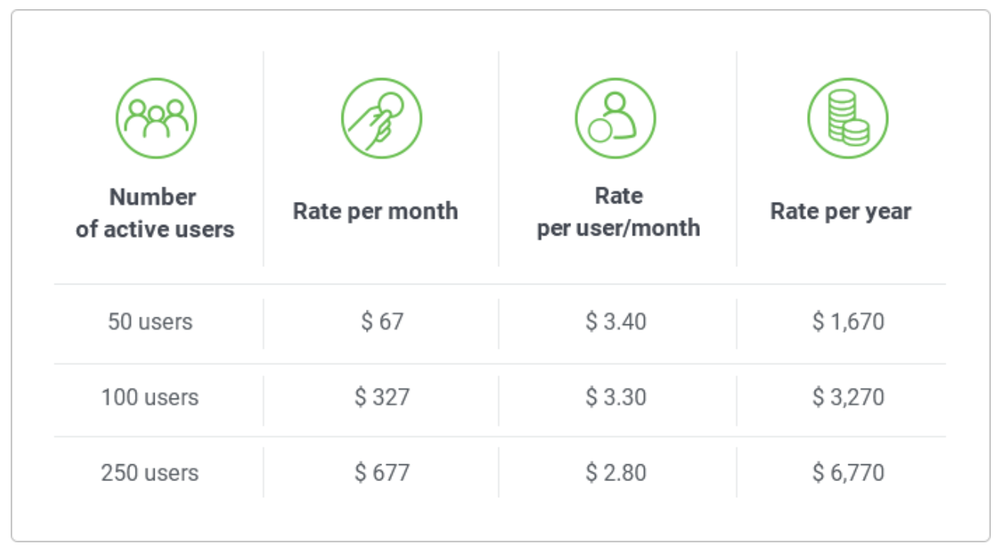 Number
of active users
Rate per month
Rate
per user/month
Rate per year
50 users
$ 67
$ 3.40
$ 1,670
100 users
$ 327
$ 3.30
$ 3,270
250 users
$ 677
$ 2.80
$ 6,770